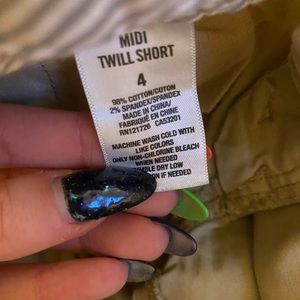 MIDI
TWILL SHORT
4
98% COTTON/COTON
2% SPANDEX/SPANDEX
MADE IN CHINA/
FABRIQUÉ EN CHINE
RN121726 CA53201
MACHINE WASH COLD WITH
LIKE COLORS
ONLY NON-CHLORINE BLEACH
WHEN NEEDED
MBLE DRY LOW
N IF NEEDED